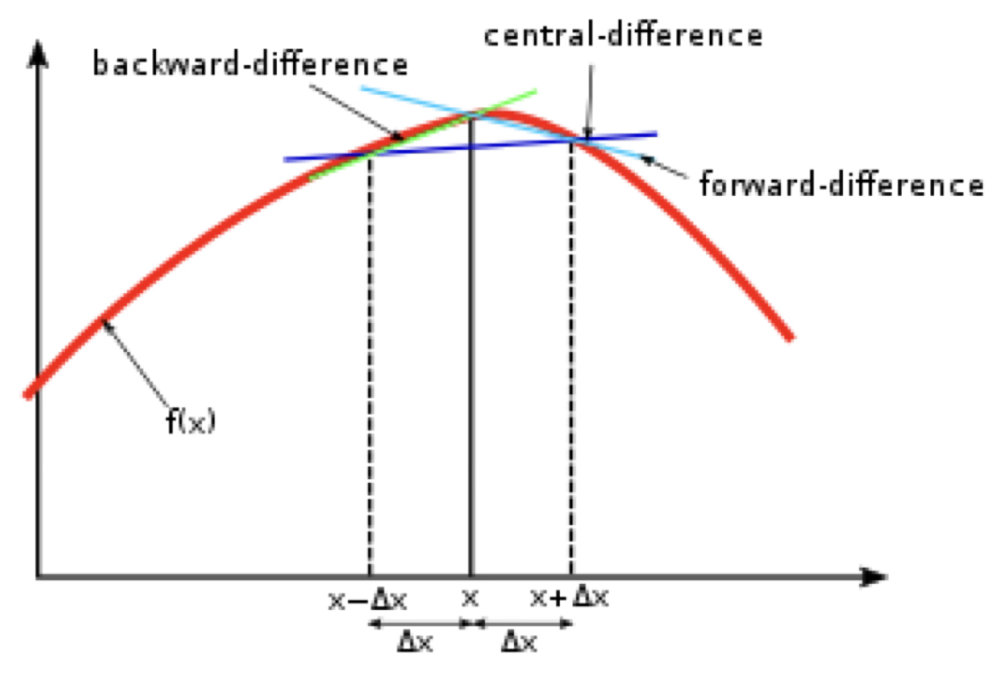 central-difference
backward-difference
forward-difference
f(x)
x−Δx x x+Δx
Δx Δx